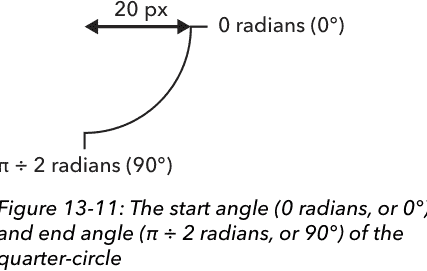 20 px
0 radians (0°)
π ÷ 2 radians (90°)
Figure 13-11: The start angle (0 radians, or 0°)
and end angle (π ÷ 2 radians, or 90°) of the
quarter-circle